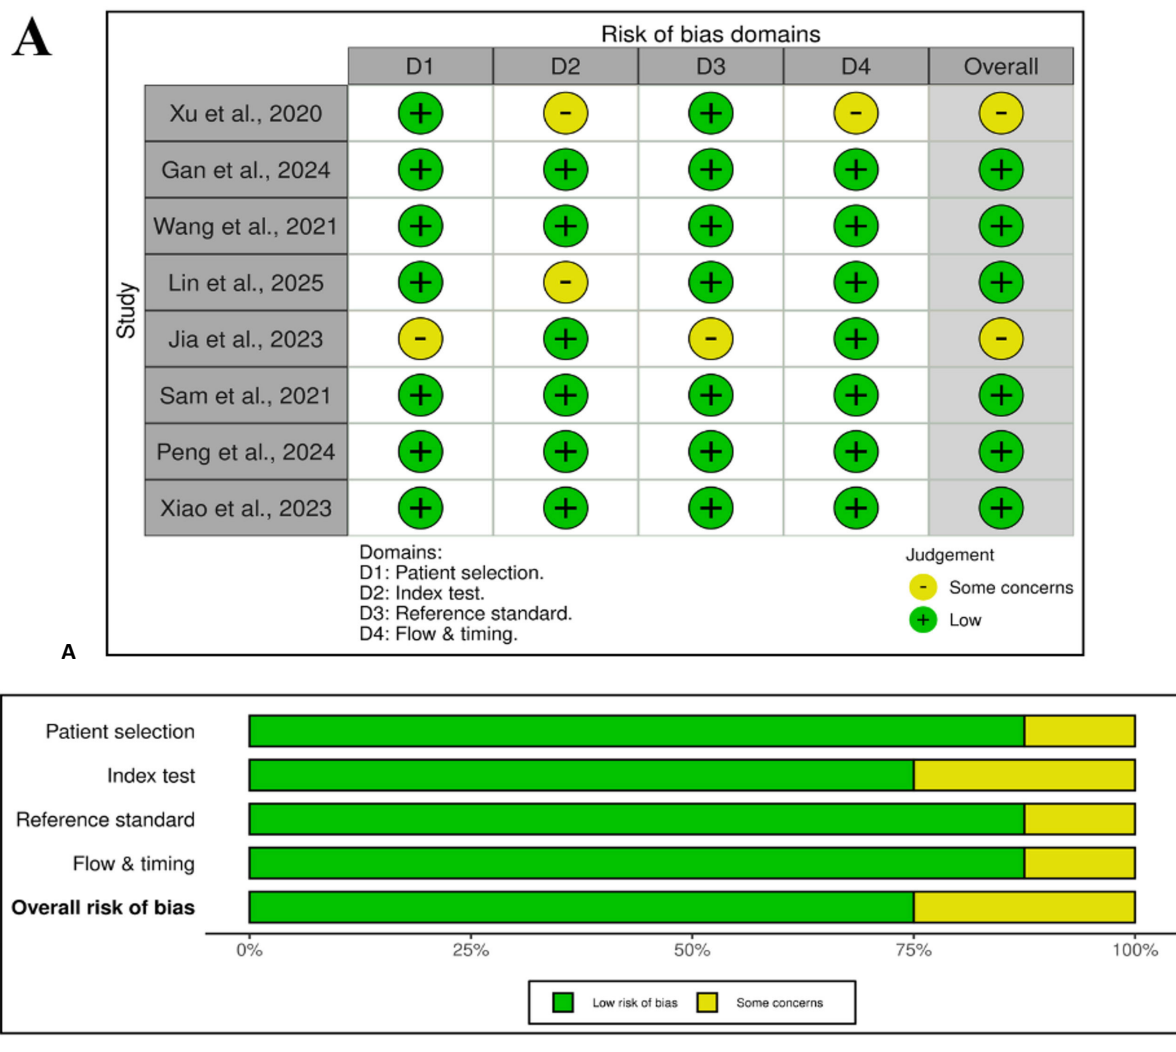 A
Risk of bias domains
D1 D2 D3 D4 Overall
Study
Xu et al., 2020 + - + - -
Gan et al., 2024 + + + + +
Wang et al., 2021 + + + + +
Lin et al., 2025 + - + + +
Jia et al., 2023 - + - + -
Sam et al., 2021 + + + + +
Peng et al., 2024 + + + + +
Xiao et al., 2023 + + + + +
Domains:
D1: Patient selection.
D2: Index test.
D3: Reference standard.
D4: Flow & timing.
Judgement
- Some concerns
+ Low
A
Patient selection
Index test
Reference standard
Flow & timing
Overall risk of bias
0% 25% 50% 75% 100%
Low risk of bias Some concerns